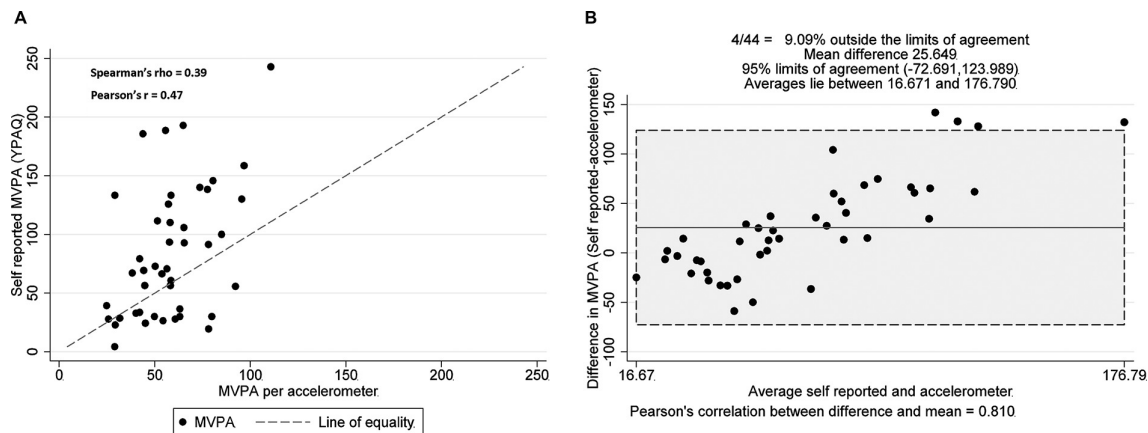 A
Spearman's rho = 0.39
Pearson's r = 0.47
Self reported MVPA (YPAQ)
250
200
150
100
50
0
0 50 100 150 200 250
MVPA per accelerometer
MVPA Line of equality
B
4/44 = 9.09% outside the limits of agreement
Mean difference 25.649
95% limits of agreement (-72.691,123.989)
Averages lie between 16.671 and 176.790
Difference in MVPA (Self reported-accelerometer)
150
100
50
0
-50
-100
16.67 176.79
Average self reported and accelerometer
Pearson's correlation between difference and mean = 0.810